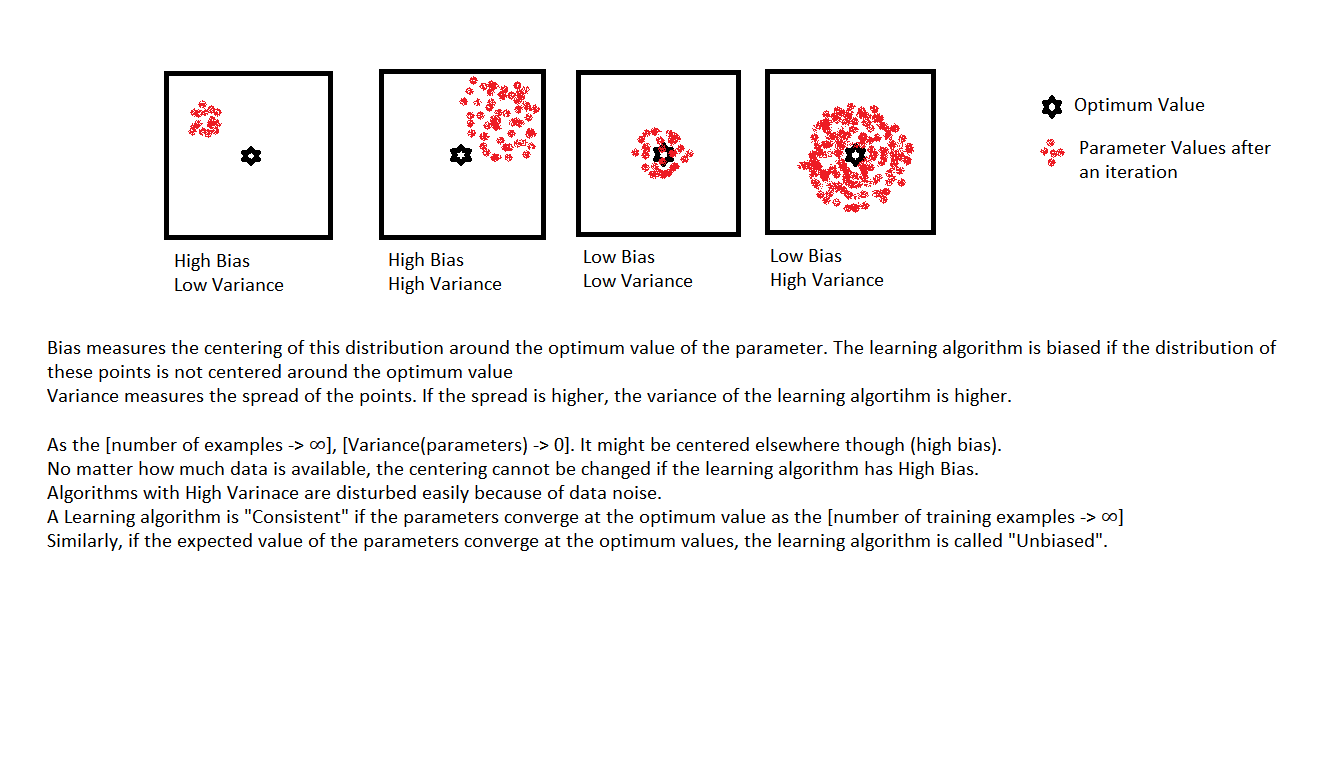 Optimum Value
Parameter Values after
an iteration
High Bias
Low Variance
High Bias
High Variance
Low Bias
Low Variance
Low Bias
High Variance
Bias measures the centering of this distribution around the optimum value of the parameter. The learning algorithm is biased if the distribution of
these points is not centered around the optimum value
Variance measures the spread of the points. If the spread is higher, the variance of the learning algortihm is higher.
As the [number of examples -> ∞], [Variance(parameters) -> 0]. It might be centered elsewhere though (high bias).
No matter how much data is available, the centering cannot be changed if the learning algorithm has High Bias.
Algorithms with High Varinace are disturbed easily because of data noise.
A Learning algorithm is "Consistent" if the parameters converge at the optimum value as the [number of training examples -> ∞]
Similarly, if the expected value of the parameters converge at the optimum values, the learning algorithm is called "Unbiased".